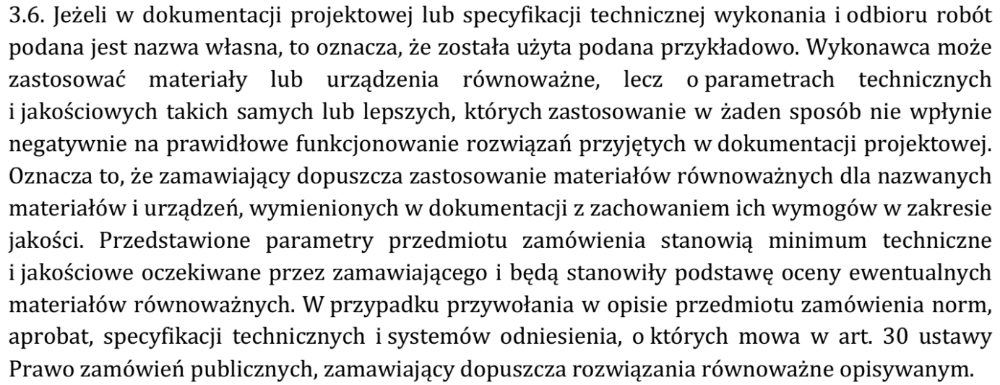 3.6. Jeżeli w dokumentacji projektowej lub specyfikacji technicznej wykonania i odbioru robót
podana jest nazwa własna, to oznacza, że została użyta podana przykładowo. Wykonawca może
zastosować materiały lub urządzenia równoważne, lecz o parametrach technicznych
i jakościowych takich samych lub lepszych, których zastosowanie w żaden sposób nie wpłynie
negatywnie na prawidłowe funkcjonowanie rozwiązań przyjętych w dokumentacji projektowej.
Oznacza to, że zamawiający dopuszcza zastosowanie materiałów równoważnych dla nazwanych
materiałów i urządzeń, wymienionych w dokumentacji z zachowaniem ich wymogów w zakresie
jakości. Przedstawione parametry przedmiotu zamówienia stanowią minimum techniczne
i jakościowe oczekiwane przez zamawiającego i będą stanowiły podstawę oceny ewentualnych
materiałów równoważnych. W przypadku przywołania w opisie przedmiotu zamówienia norm,
aprobat, specyfikacji technicznych i systemów odniesienia, o których mowa w art. 30 ustawy
Prawo zamówień publicznych, zamawiający dopuszcza rozwiązania równoważne opisywanym.